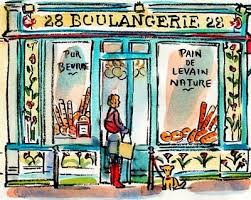 28 BOULANGERIE 28
PUR
BEURRE
PAIN
DE
LEVAIN
NATURE